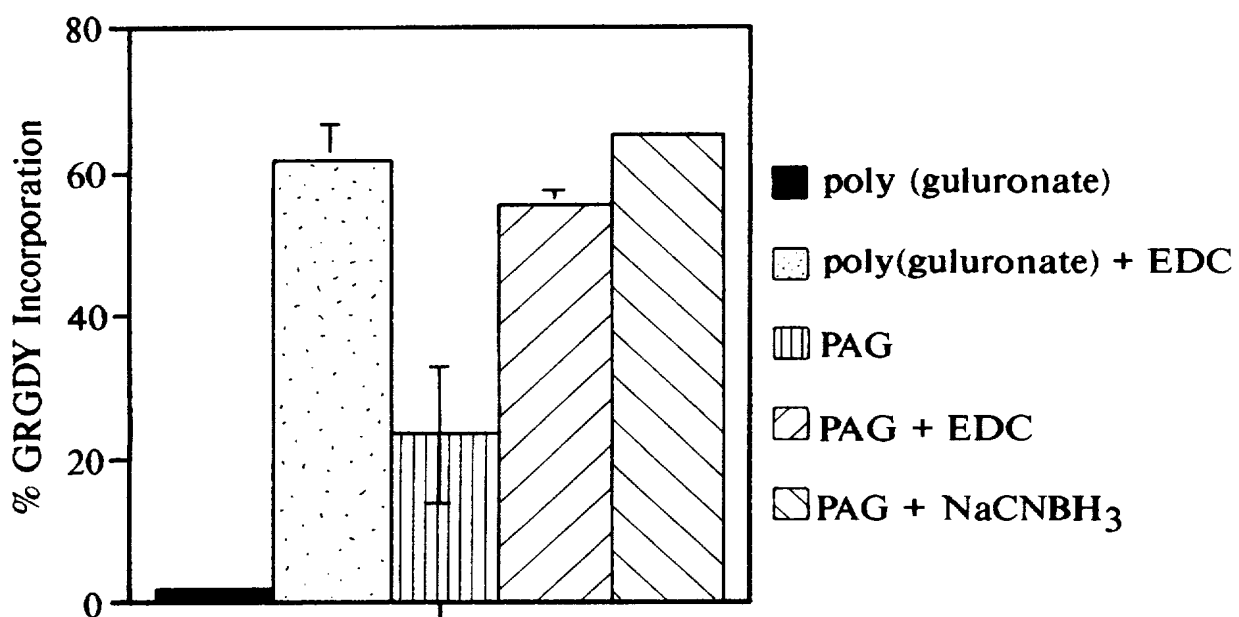 80
60
40
20
0
% GRGDY Incorporation
poly (guluronate)
poly(guluronate) + EDC
PAG
PAG + EDC
PAG + NaCNBH₃